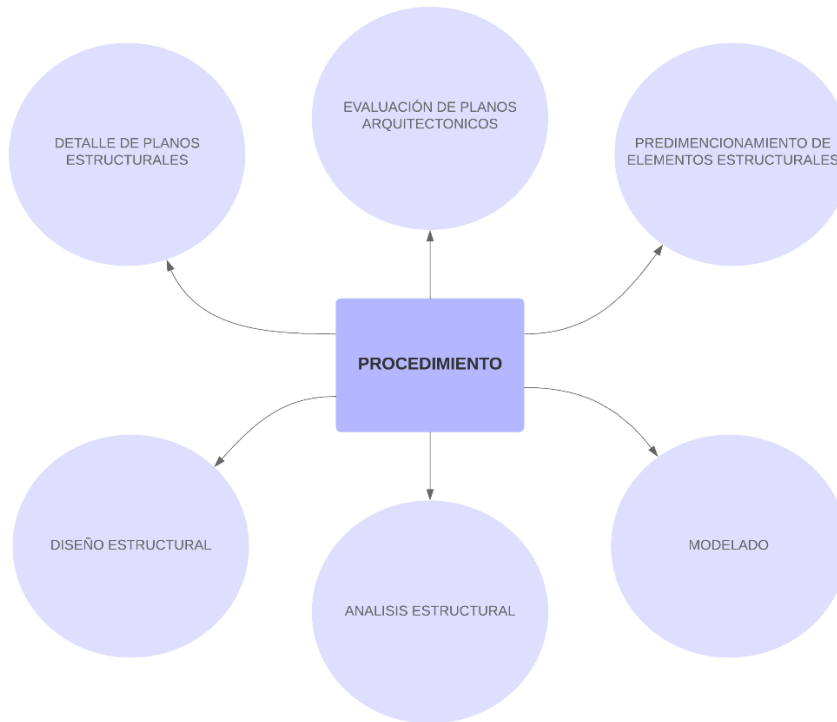 EVALUACIÓN DE PLANOS
ARQUITECTONICOS
DETALLE DE PLANOS
ESTRUCTURALES
PREDIMENCIONAMIENTO DE
ELEMENTOS ESTRUCTURALES
PROCEDIMIENTO
DISEÑO ESTRUCTURAL
MODELADO
ANALISIS ESTRUCTURAL